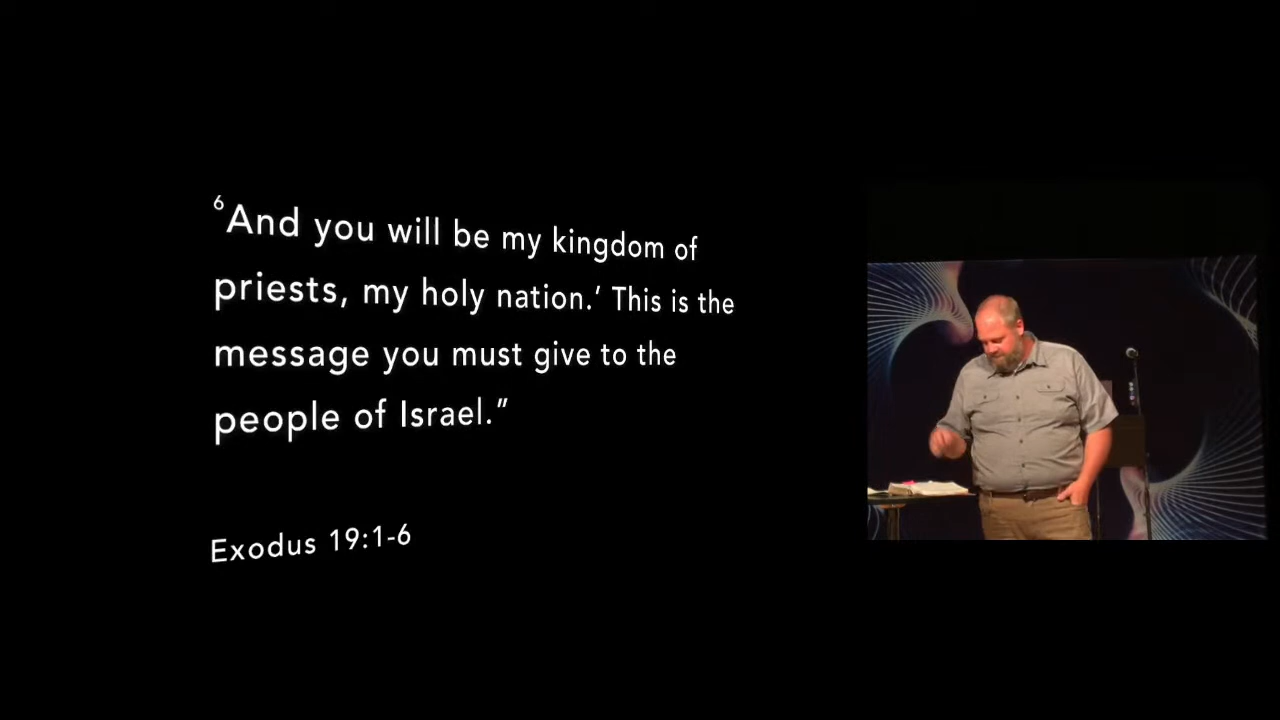 ⁶And you will be my kingdom of
priests, my holy nation.’ This is the
message you must give to the
people of Israel.”
Exodus 19:1-6